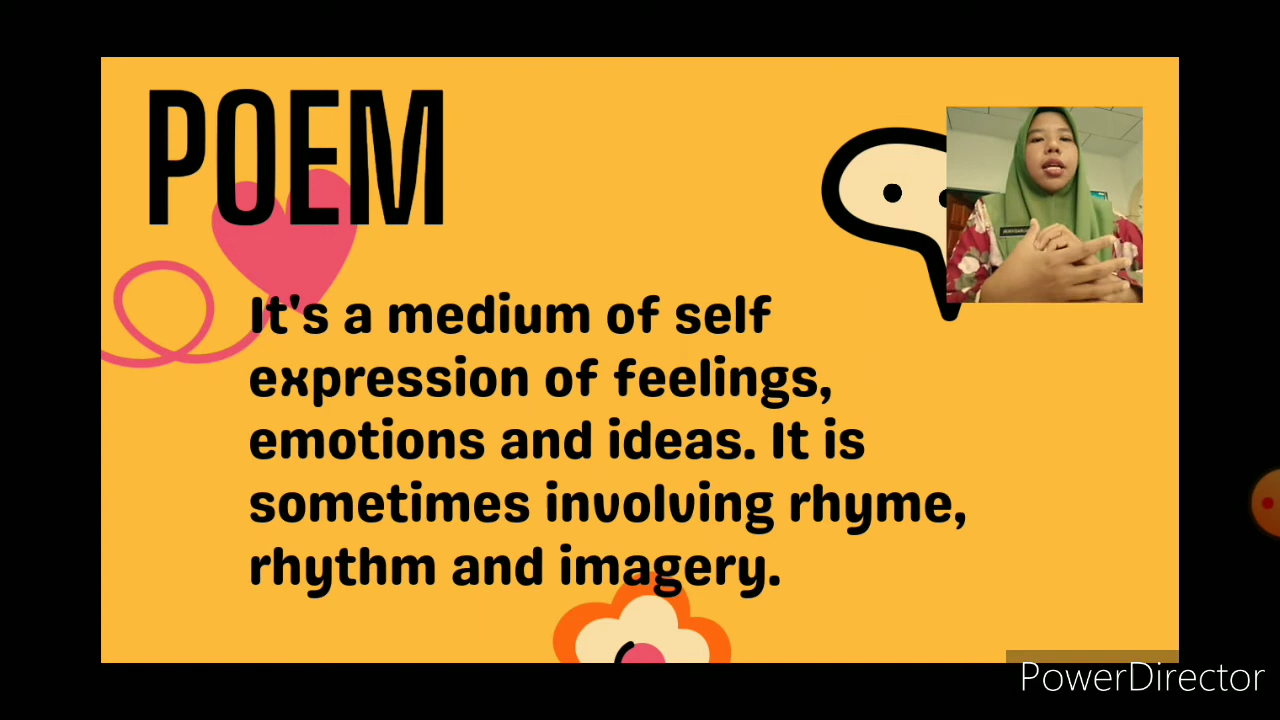 POEM
It's a medium of self
expression of feelings,
emotions and ideas. It is
sometimes involving rhyme,
rhythm and imagery.
PowerDirector